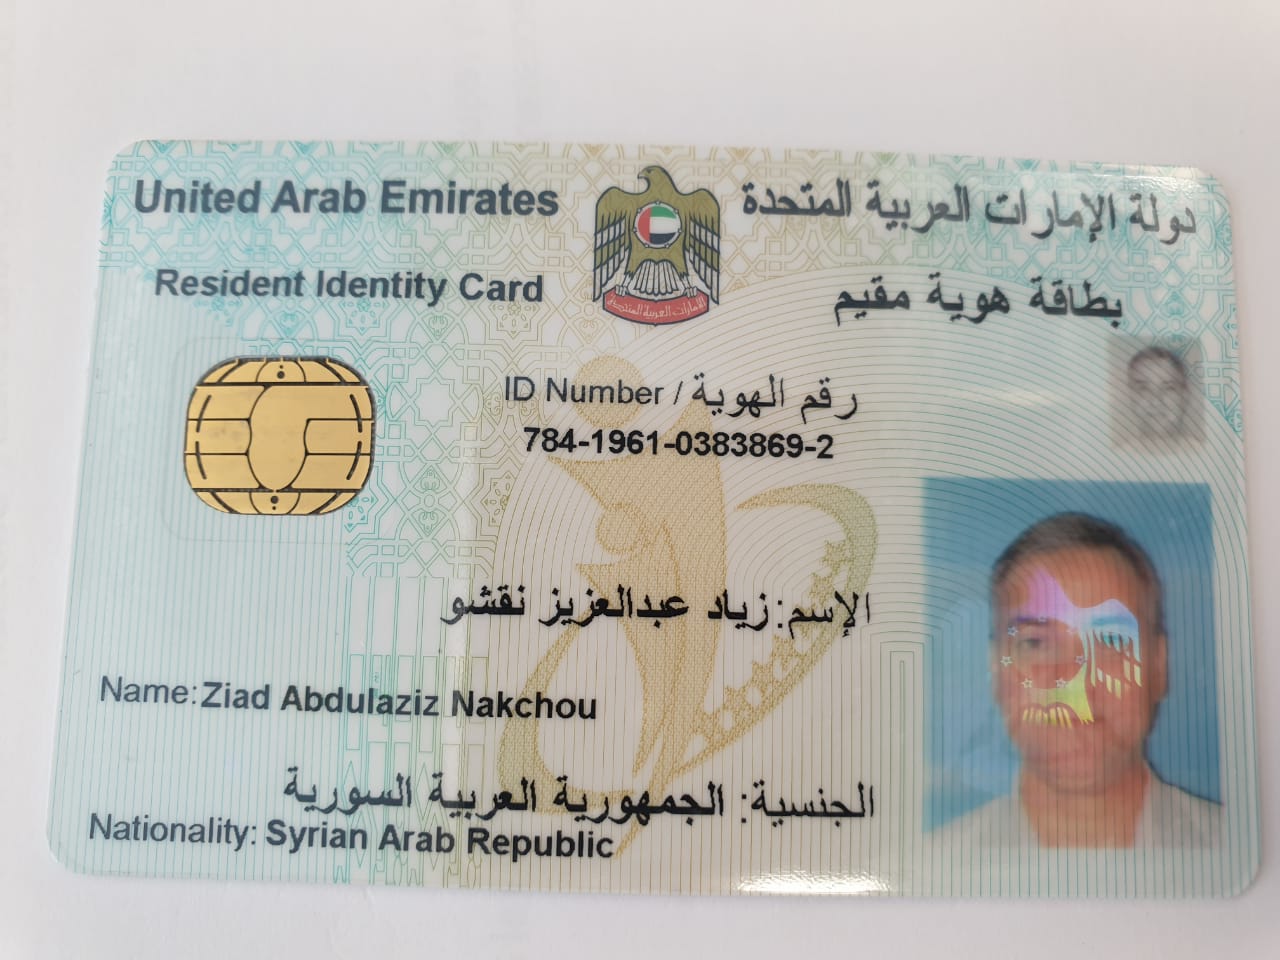 United Arab Emirates
دولة الإمارات العربية المتحدة
Resident Identity Card
بطاقة هوية مقيم
الإمارات العربية المتحدة
ID Number / رقم الهوية
784-1961-0383869-2
الإسم: زياد عبدالعزيز نقشو
Name: Ziad Abdulaziz Nakchou
الجنسية: الجمهورية العربية السورية
Nationality: Syrian Arab Republic